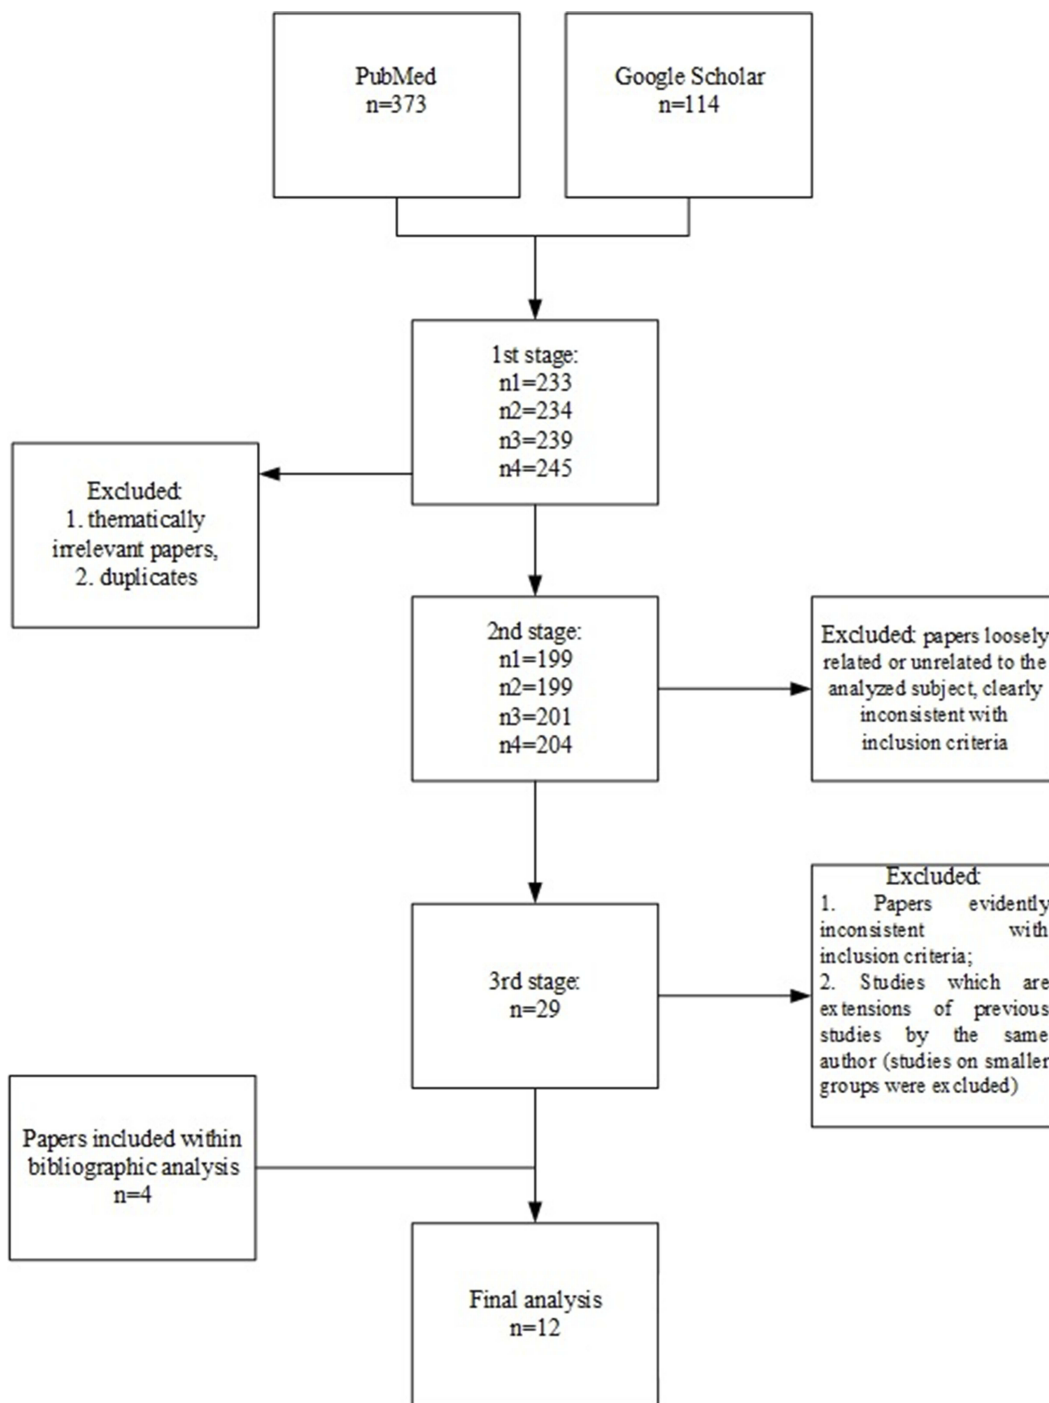 PubMed
n=373
Google Scholar
n=114
1st stage:
n1=233
n2=234
n3=239
n4=245
Excluded:
1. thematically
irrelevant papers,
2. duplicates
2nd stage:
n1=199
n2=199
n3=201
n4=204
Excluded: papers loosely
related or unrelated to the
analyzed subject, clearly
inconsistent with
inclusion criteria
3rd stage:
n=29
Excluded:
1. Papers evidently
inconsistent with
inclusion criteria;
2. Studies which are
extensions of previous
studies by the same
author (studies on smaller
groups were excluded)
Papers included within
bibliographic analysis
n=4
Final analysis
n=12